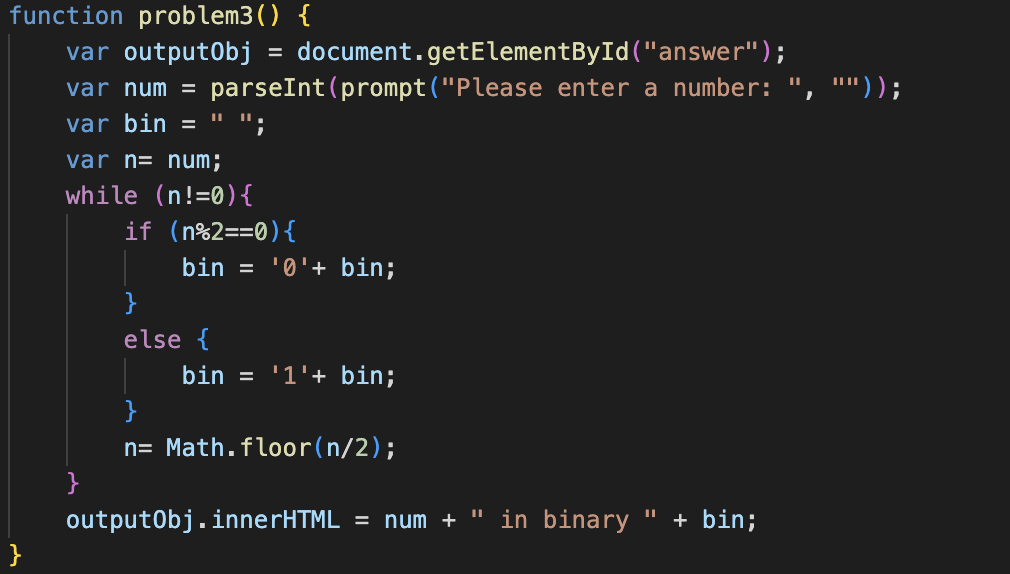 function problem3() {
    var outputObj = document.getElementById("answer");
    var num = parseInt(prompt("Please enter a number: ", ""));
    var bin = " ";
    var n= num;
    while (n!=0){
        if (n%2==0){
            bin = '0'+ bin;
        }
        else {
            bin = '1'+ bin;
        }
        n= Math.floor(n/2);
    }
    outputObj.innerHTML = num + " in binary " + bin;
}